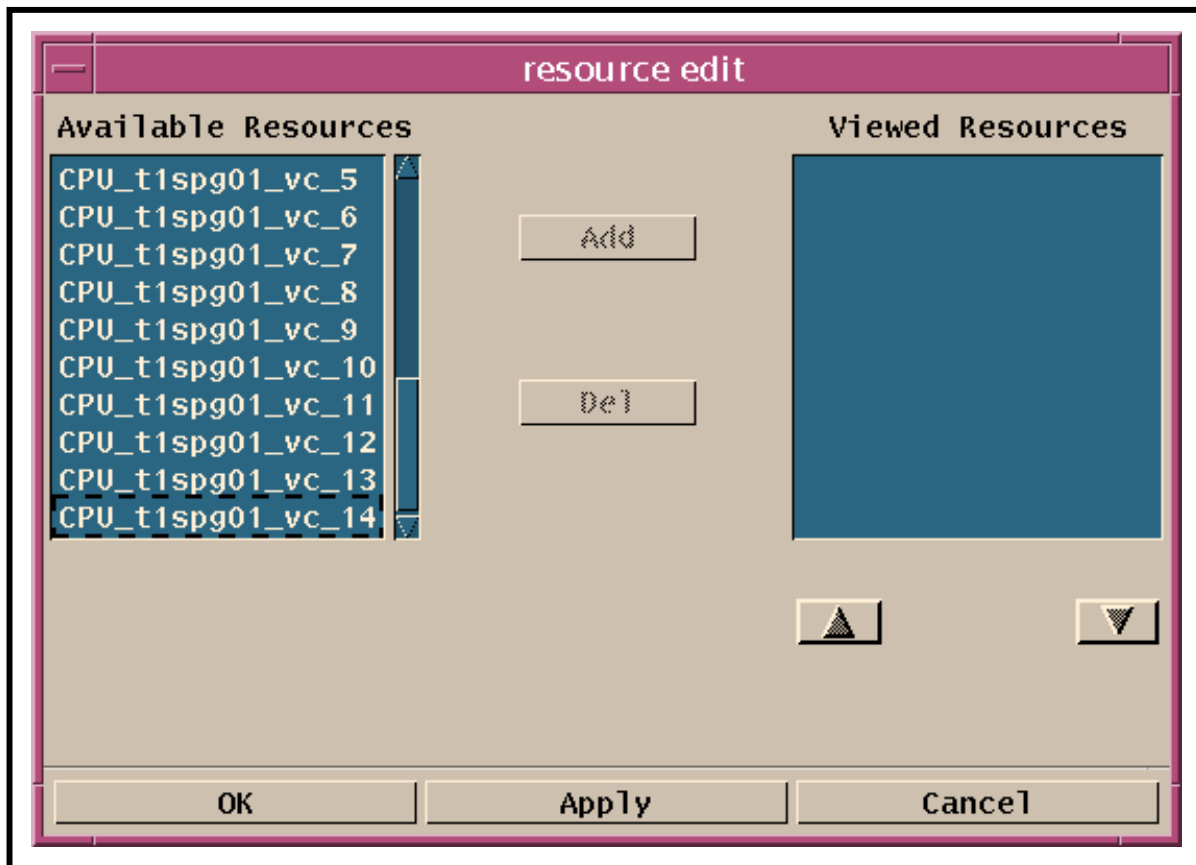 resource edit
Available Resources
Viewed Resources
CPU_t1spg01_vc_5
CPU_t1spg01_vc_6
CPU_t1spg01_vc_7
CPU_t1spg01_vc_8
CPU_t1spg01_vc_9
CPU_t1spg01_vc_10
CPU_t1spg01_vc_11
CPU_t1spg01_vc_12
CPU_t1spg01_vc_13
CPU_t1spg01_vc_14
Add
Del
OK
Apply
Cancel